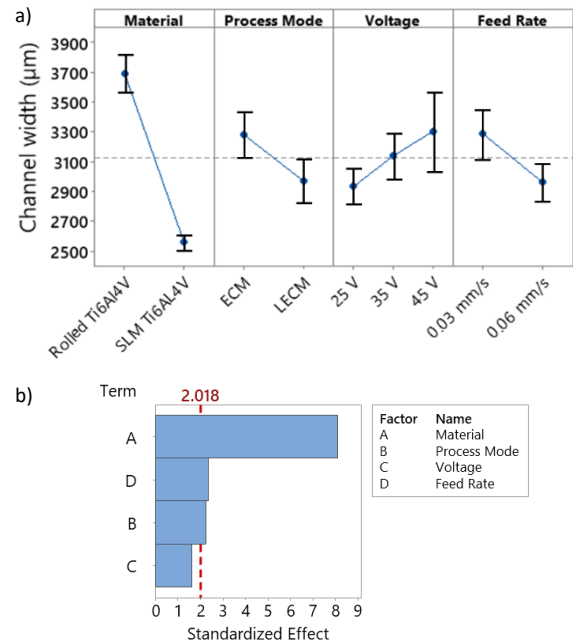 a)
Material Process Mode Voltage Feed Rate
Channel width (μm)
3900
3700
3500
3300
3100
2900
2700
2500
Rolled Ti6Al4V SLM Ti6AL4V ECM LECM 25 V 35 V 45 V 0.03 mm/s 0.06 mm/s
b)
Term
2.018
A
D
B
C
0 1 2 3 4 5 6 7 8 9
Standardized Effect
Factor Name
A Material
B Process Mode
C Voltage
D Feed Rate